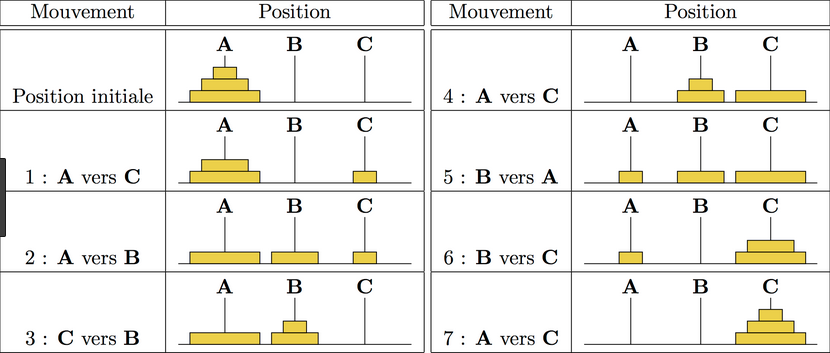 Mouvement Position
A B C
Position initiale
A B C
1 : A vers C
A B C
2 : A vers B
A B C
3 : C vers B
Mouvement Position
A B C
4 : A vers C
A B C
5 : B vers A
A B C
6 : B vers C
A B C
7 : A vers C